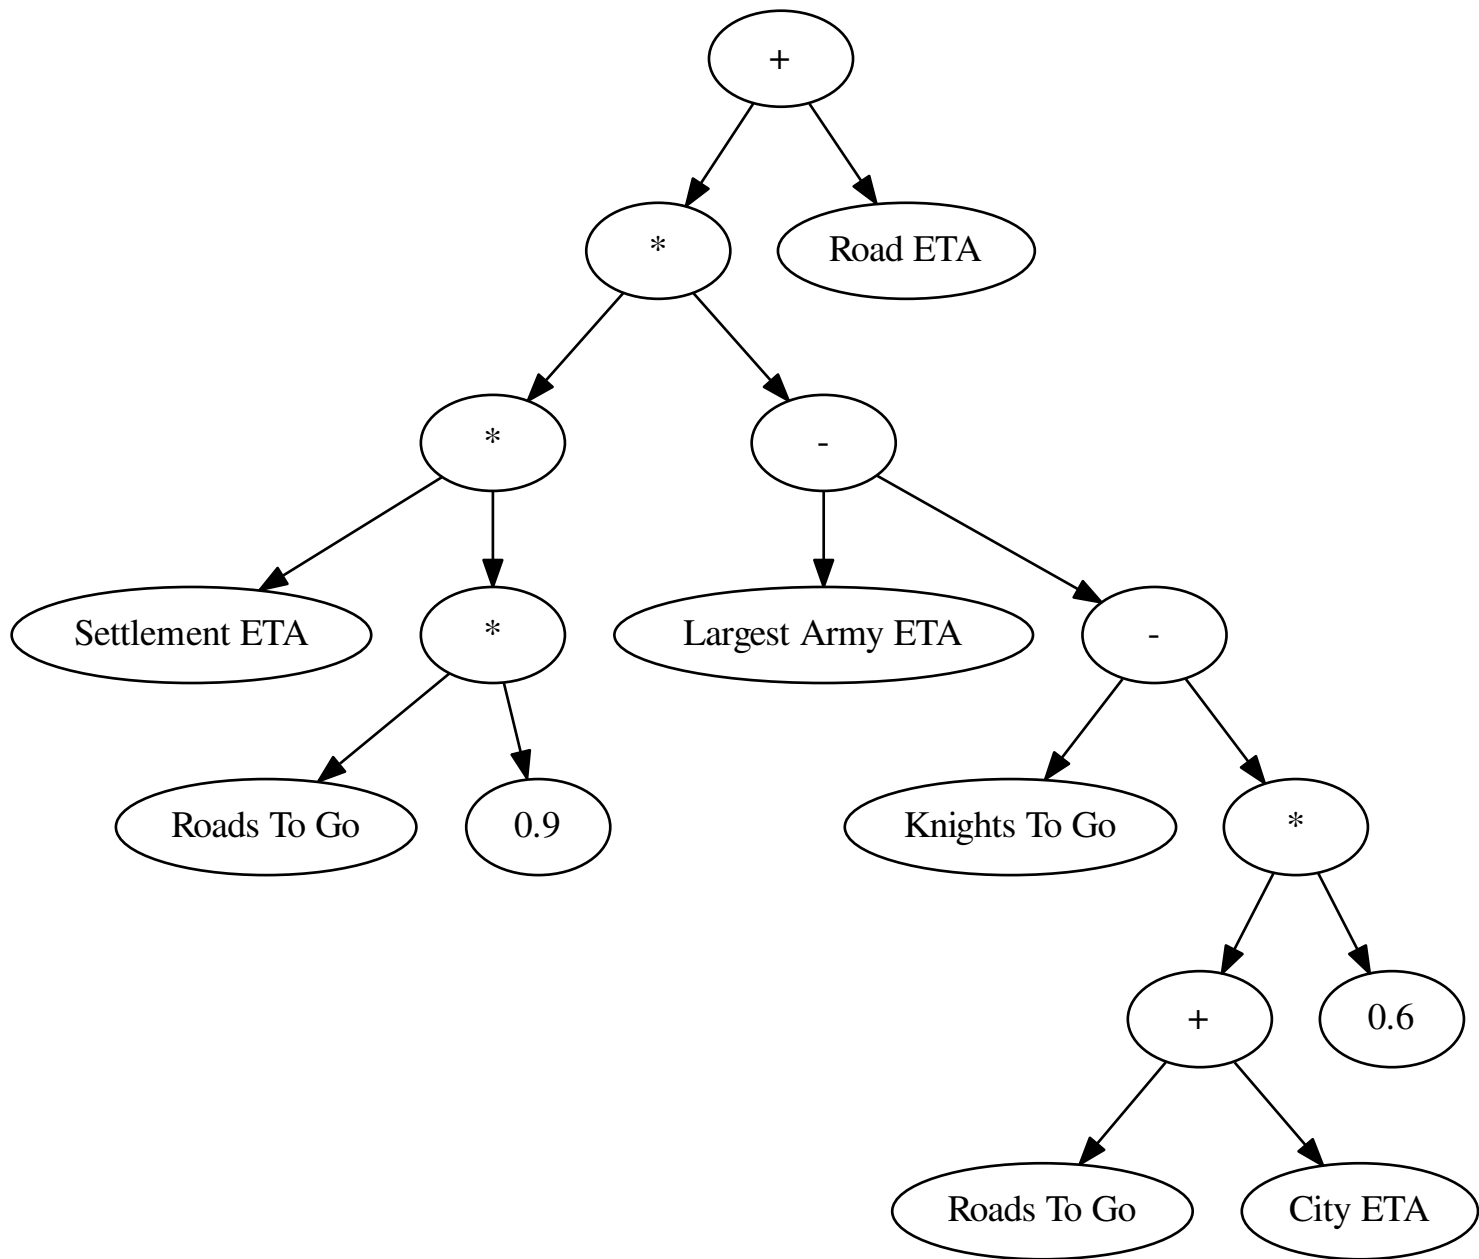 +
*
Road ETA
*
-
Settlement ETA
*
Largest Army ETA
-
Roads To Go
0.9
Knights To Go
*
+
0.6
Roads To Go
City ETA